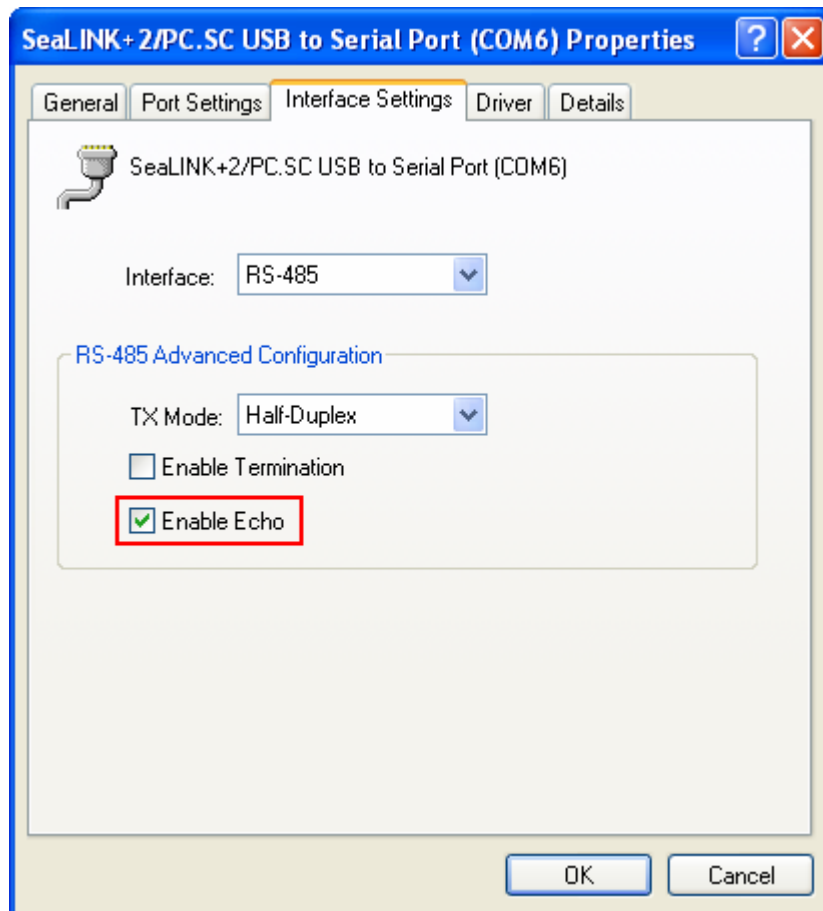 SeaLINK+2/PC.SC USB to Serial Port (COM6) Properties
General Port Settings Interface Settings Driver Details
SeaLINK+2/PC.SC USB to Serial Port (COM6)
Interface: RS-485
RS-485 Advanced Configuration
TX Mode: Half-Duplex
Enable Termination
Enable Echo
OK Cancel